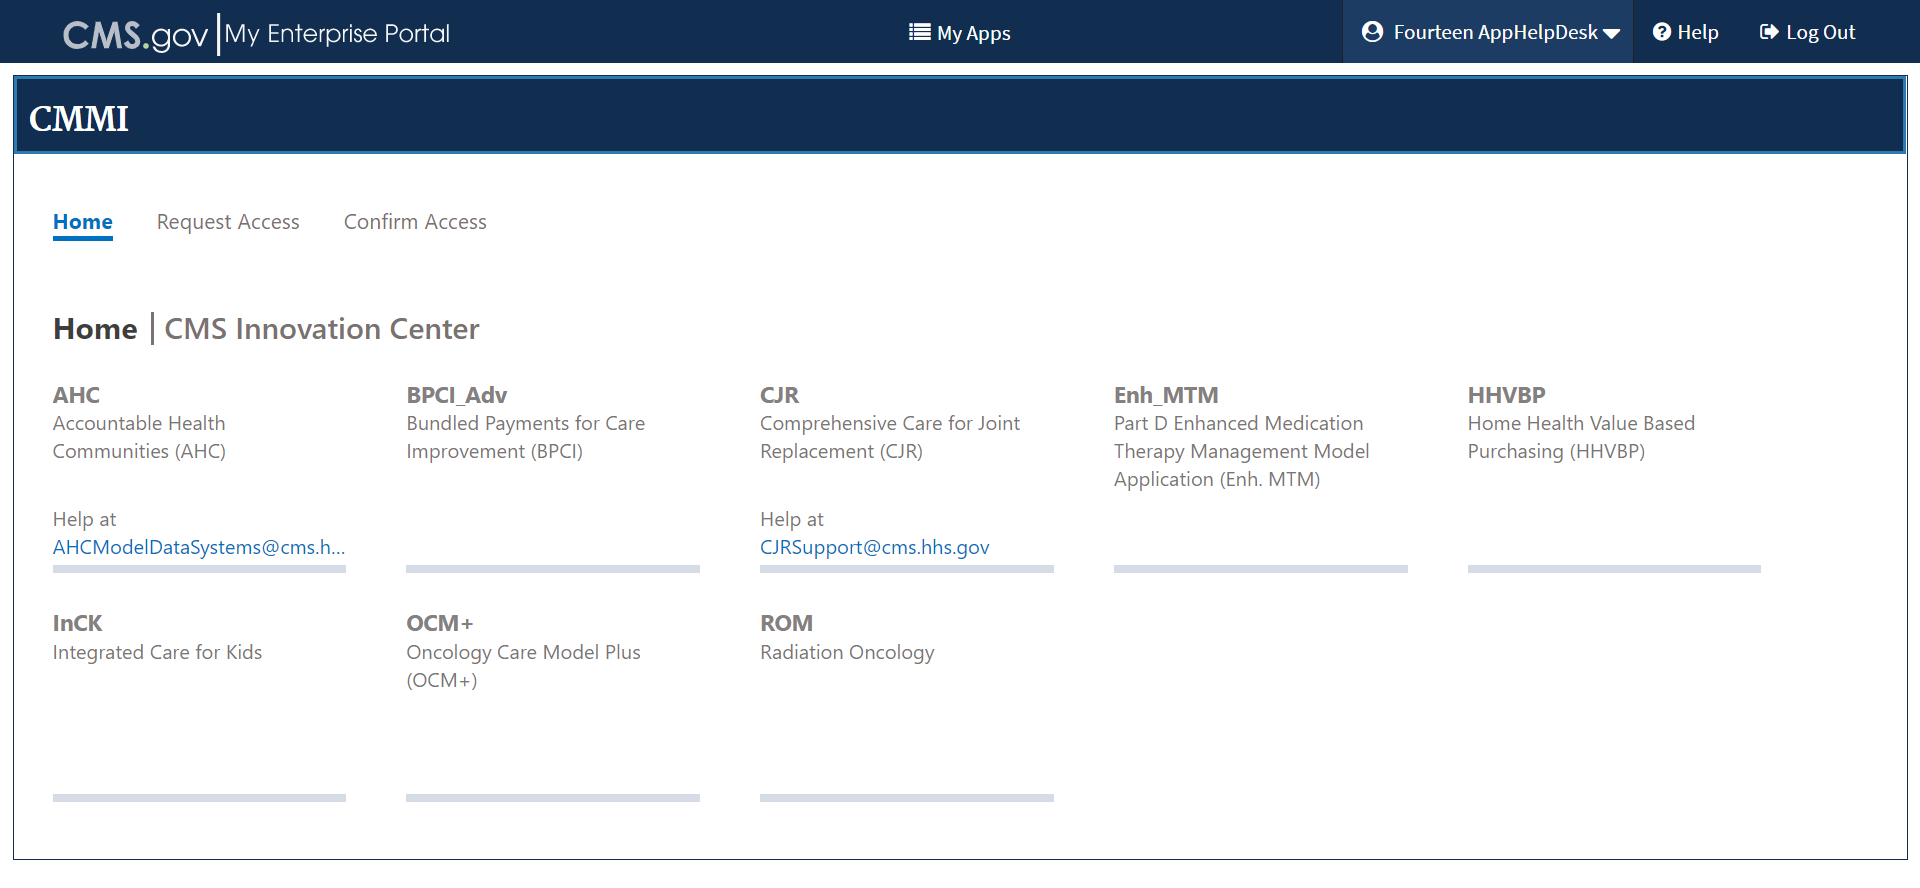 CMS.gov My Enterprise Portal
My Apps
Fourteen AppHelpDesk
Help
Log Out
CMMI
Home
Request Access
Confirm Access
Home | CMS Innovation Center
AHC
Accountable Health
Communities (AHC)
Help at
AHCModelDataSystems@cms.h...
BPCI_Adv
Bundled Payments for Care
Improvement (BPCI)
CJR
Comprehensive Care for Joint
Replacement (CJR)
Help at
CJRSupport@cms.hhs.gov
Enh_MTM
Part D Enhanced Medication
Therapy Management Model
Application (Enh. MTM)
HHVBP
Home Health Value Based
Purchasing (HHVBP)
InCK
Integrated Care for Kids
OCM+
Oncology Care Model Plus
(OCM+)
ROM
Radiation Oncology